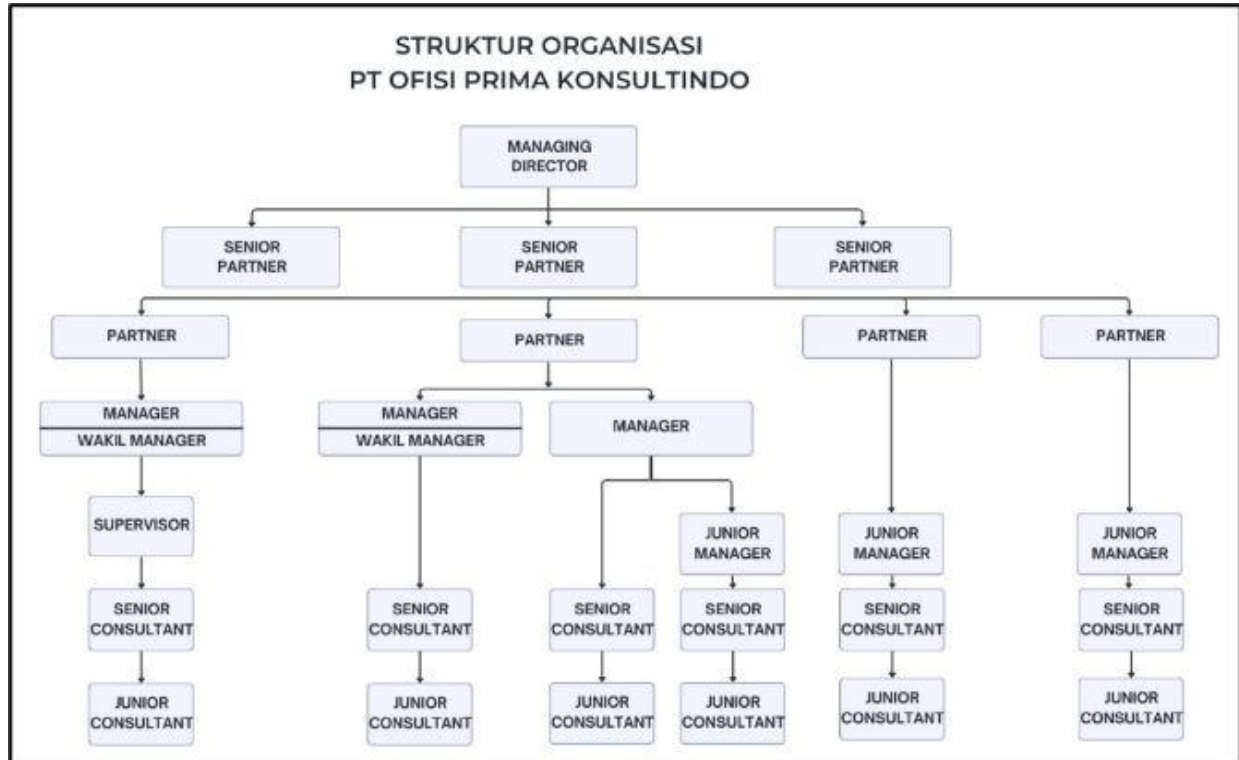 STRUKTUR ORGANISASI
PT OFISI PRIMA KONSULTINDO
MANAGING
DIRECTOR
SENIOR
PARTNER
SENIOR
PARTNER
SENIOR
PARTNER
PARTNER
PARTNER
PARTNER
PARTNER
MANAGER
WAKIL MANAGER
MANAGER
WAKIL MANAGER
MANAGER
SUPERVISOR
JUNIOR
MANAGER
JUNIOR
MANAGER
JUNIOR
MANAGER
SENIOR
CONSULTANT
SENIOR
CONSULTANT
SENIOR
CONSULTANT
SENIOR
CONSULTANT
SENIOR
CONSULTANT
SENIOR
CONSULTANT
JUNIOR
CONSULTANT
JUNIOR
CONSULTANT
JUNIOR
CONSULTANT
JUNIOR
CONSULTANT
JUNIOR
CONSULTANT
JUNIOR
CONSULTANT